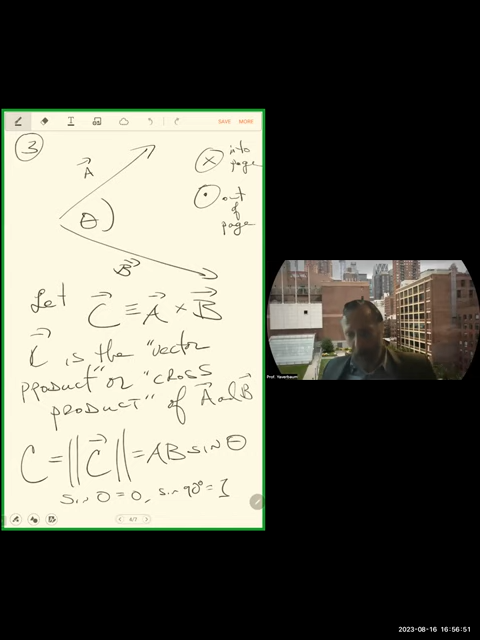 SAVE MORE
3
A
x into page
θ
• out of page
B
Let C ≡ A × B
C is the "vector
product" or "cross
product" of A and B
C = ||C|| = AB sin θ
sin 0 = 0, sin 90° = 1
4/7
Prof. Yaverbaum
2023-08-16 16:56:51